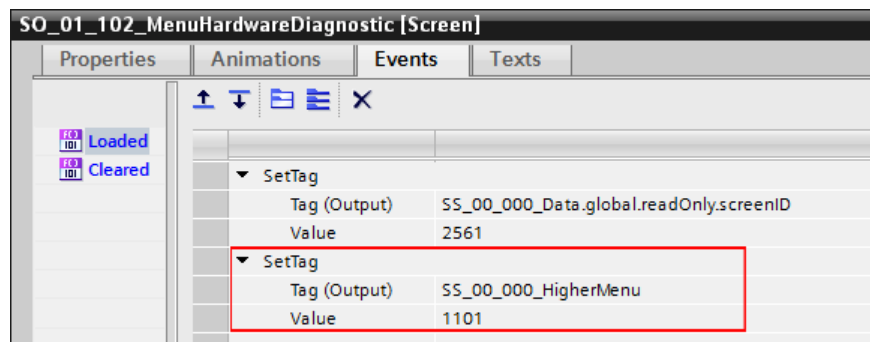 SO_01_102_MenuHardwareDiagnostic [Screen]
Properties Animations Events Texts
Loaded
Cleared
SetTag
Tag (Output) SS_00_000_Data.global.readOnly.screenID
Value 2561
SetTag
Tag (Output) SS_00_000_HigherMenu
Value 1101